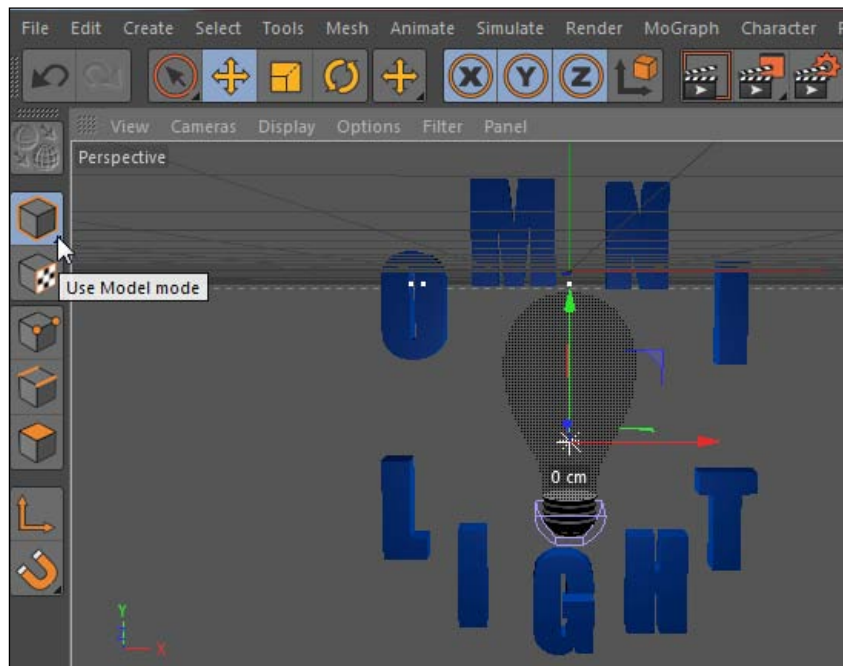 File Edit Create Select Tools Mesh Animate Simulate Render MoGraph Character
X Y Z
View Cameras Display Options Filter Panel
Perspective
OMNI
Use Model mode
0 cm
LIGHT
Y
Z X